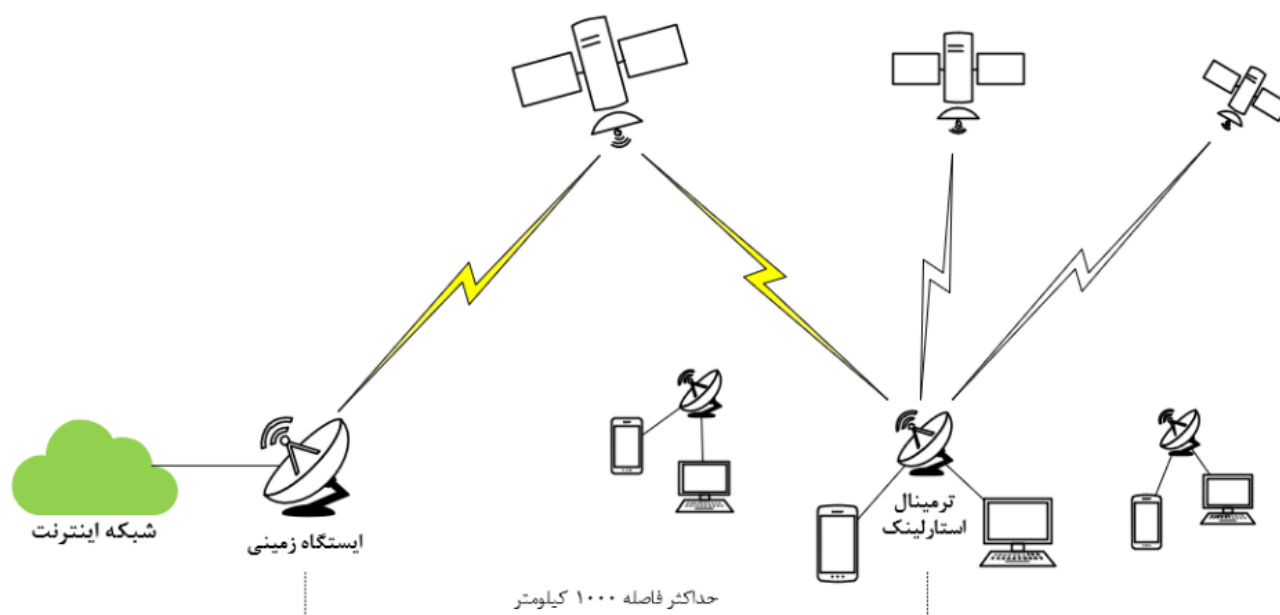 شبکه اینترنت
ایستگاه زمینی
ترمینال
استارلینک
حداکثر فاصله ۱۰۰۰ کیلومتر